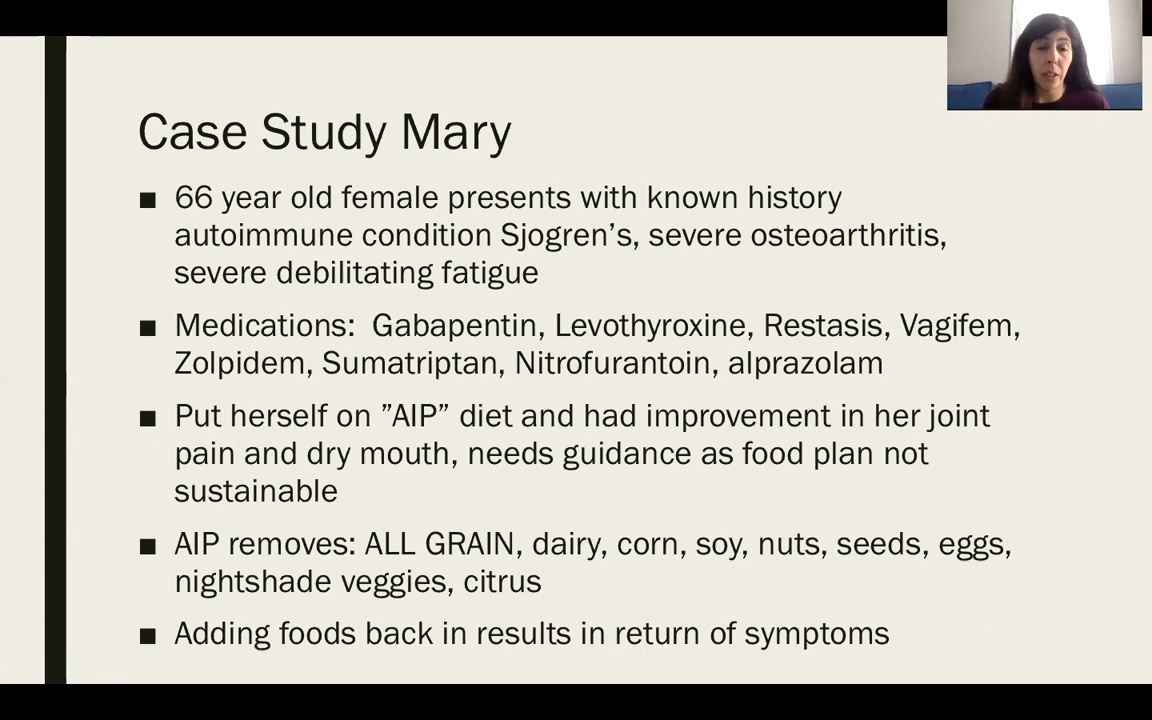 Case Study Mary
■ 66 year old female presents with known history
autoimmune condition Sjogren’s, severe osteoarthritis,
severe debilitating fatigue
■ Medications:  Gabapentin, Levothyroxine, Restasis, Vagifem,
Zolpidem, Sumatriptan, Nitrofurantoin, alprazolam
■ Put herself on ”AIP” diet and had improvement in her joint
pain and dry mouth, needs guidance as food plan not
sustainable
■ AIP removes: ALL GRAIN, dairy, corn, soy, nuts, seeds, eggs,
nightshade veggies, citrus
■ Adding foods back in results in return of symptoms